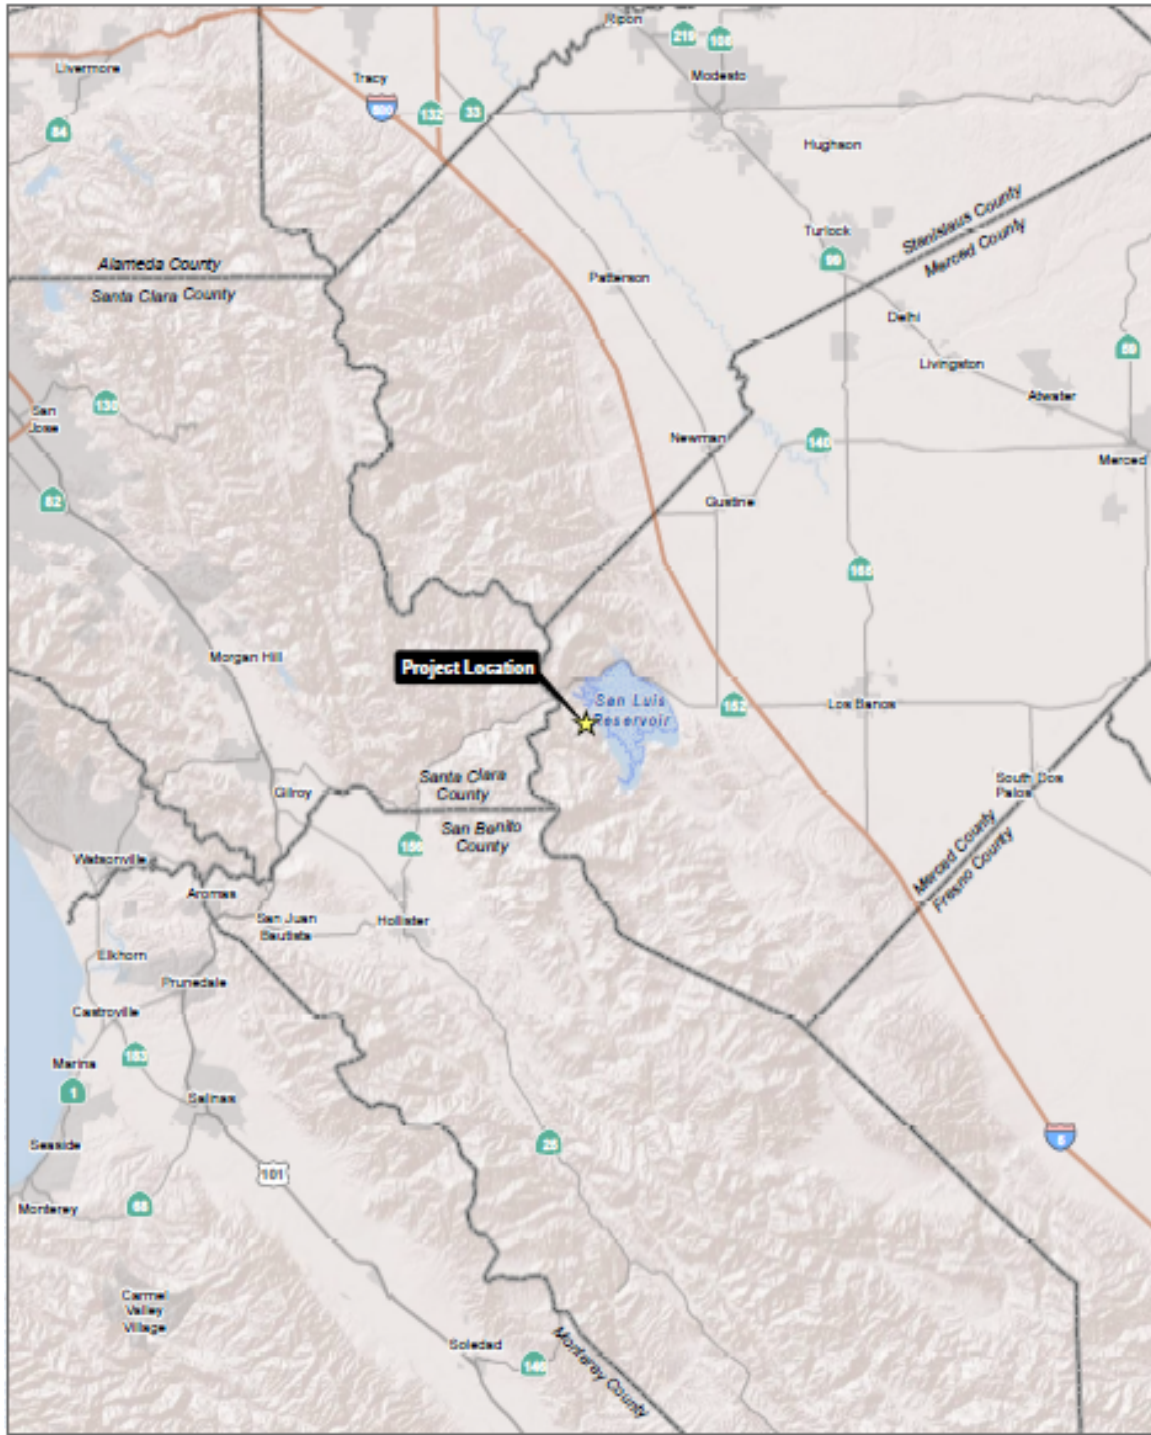 Ripon
219
108
Livermore
Tracy
580
132
33
Modesto
84
Hughson
Stanislaus County
Merced County
Turlock
99
Alameda County
Santa Clara County
Patterson
Delhi
59
Livingston
Atwater
130
San
Jose
Newman
140
Merced
82
Gustine
165
Morgan Hill
Project Location
San Luis
Reservoir
152
Los Banos
Santa Clara
County
Gilroy
South Dos
Palos
San Benito
County
156
Merced County
Fresno County
Watsonville
Aromas
San Juan
Bautista
Hollister
Elkhorn
Prunedale
Castroville
183
Marina
1
Salinas
Seaside
25
5
101
68
Monterey
Carmel
Valley
Village
Soledad
146
Monterey County